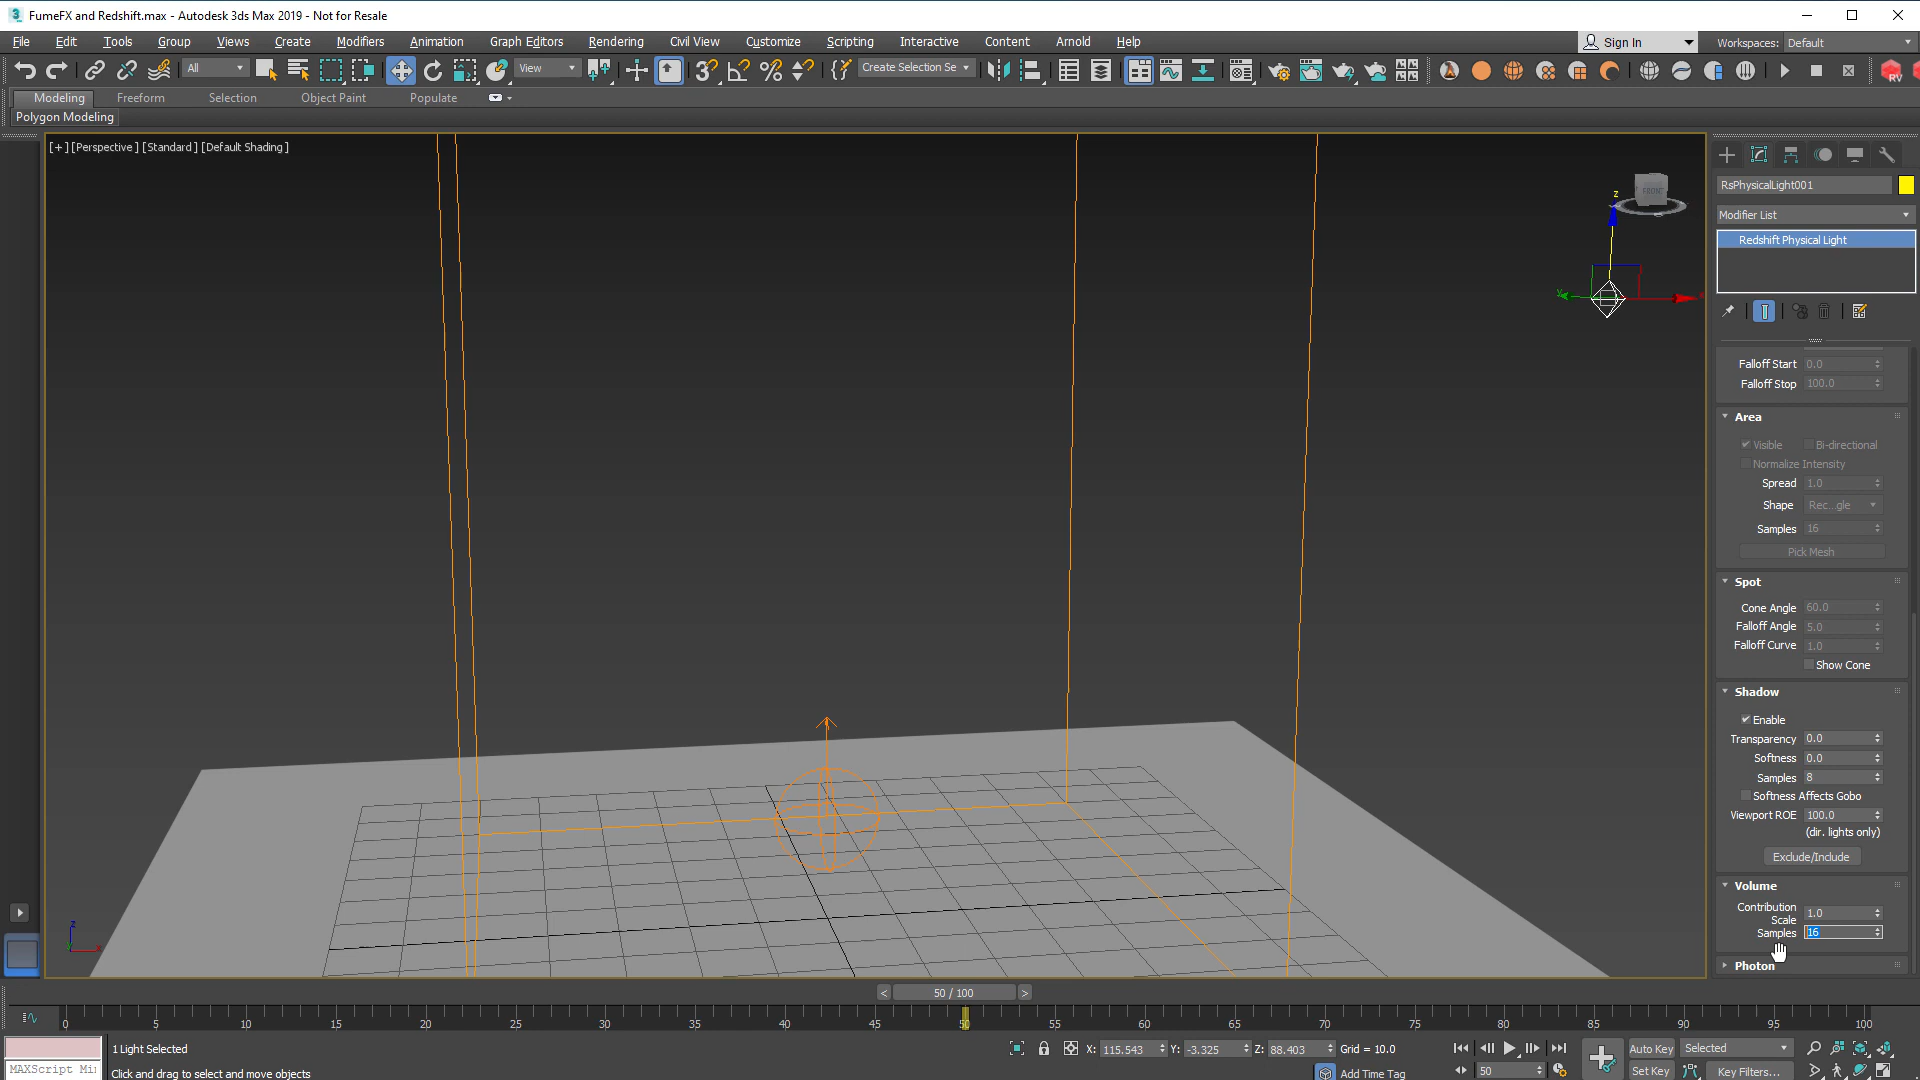 FumeFX and Redshift.max - Autodesk 3ds Max 2019 - Not for Resale
File Edit Tools Group Views Create Modifiers Animation Graph Editors Rendering Civil View Customize Scripting Interactive Content Arnold Help
Sign In
Workspaces: Default
All
View
Create Selection Se
RV
Modeling Freeform Selection Object Paint Populate
Polygon Modeling
[+] [Perspective] [Standard] [Default Shading]
FRONT
z
y
RsPhysicalLight001
Modifier List
Redshift Physical Light
Falloff Start 0.0
Falloff Stop 100.0
Area
Visible Bi-directional
Normalize Intensity
Spread 1.0
Shape Rec...gle
Samples 16
Pick Mesh
Spot
Cone Angle 60.0
Falloff Angle 5.0
Falloff Curve 1.0
Show Cone
Shadow
Enable
Transparency 0.0
Softness 0.0
Samples 8
Softness Affects Gobo
Viewport ROE 100.0
(dir. lights only)
Exclude/Include
Volume
Contribution
Scale 1.0
Samples 16
Photon
z
x
< 50 / 100 >
0 5 10 15 20 25 30 35 40 45 50 55 60 65 70 75 80 85 90 95 100
1 Light Selected
X: 115.543 Y: -3.325 Z: 88.403 Grid = 10.0
Auto Key Selected
MAXScript Mi
Click and drag to select and move objects
Add Time Tag
50
Set Key Key Filters...